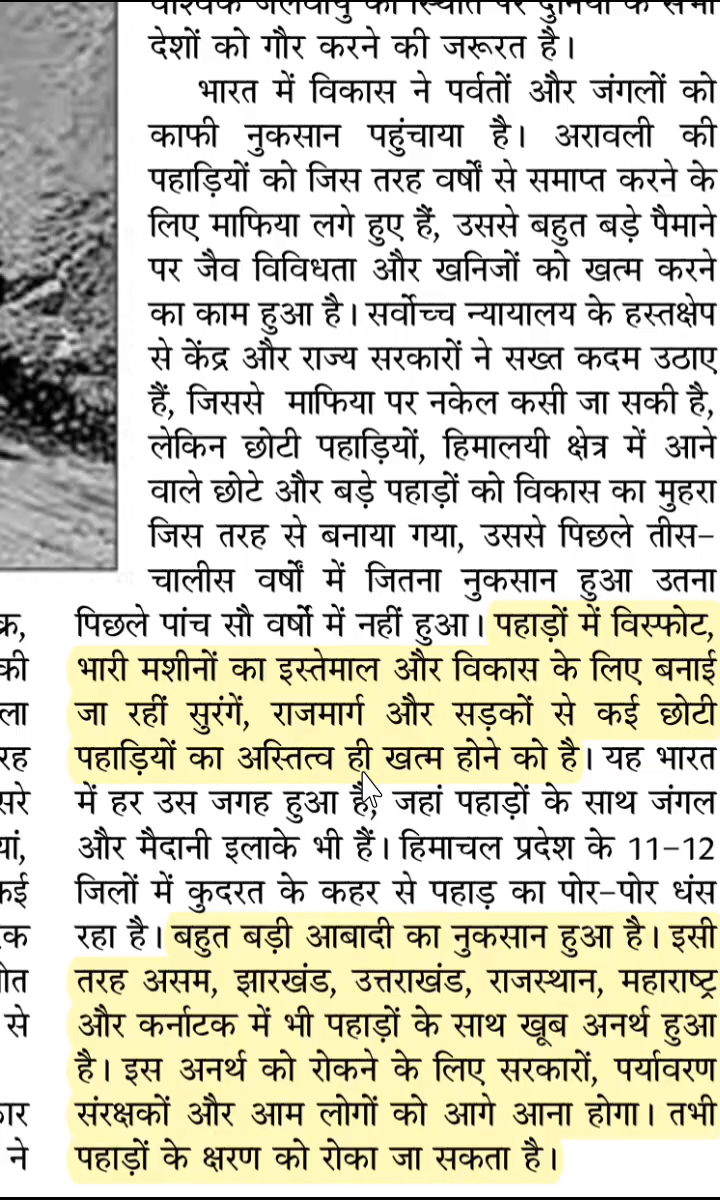 वैश्विक जलवायु की स्थिति पर दुनिया के सभी
देशों को गौर करने की जरूरत है।
भारत में विकास ने पर्वतों और जंगलों को
काफी नुकसान पहुंचाया है। अरावली की
पहाड़ियों को जिस तरह वर्षों से समाप्त करने के
लिए माफिया लगे हुए हैं, उससे बहुत बड़े पैमाने
पर जैव विविधता और खनिजों को खत्म करने
का काम हुआ है। सर्वोच्च न्यायालय के हस्तक्षेप
से केंद्र और राज्य सरकारों ने सख्त कदम उठाए
हैं, जिससे माफिया पर नकेल कसी जा सकी है,
लेकिन छोटी पहाड़ियों, हिमालयी क्षेत्र में आने
वाले छोटे और बड़े पहाड़ों को विकास का मुहरा
जिस तरह से बनाया गया, उससे पिछले तीस-
चालीस वर्षों में जितना नुकसान हुआ उतना
पिछले पांच सौ वर्षों में नहीं हुआ। पहाड़ों में विस्फोट,
भारी मशीनों का इस्तेमाल और विकास के लिए बनाई
जा रहीं सुरंगें, राजमार्ग और सड़कों से कई छोटी
पहाड़ियों का अस्तित्व ही खत्म होने को है। यह भारत
में हर उस जगह हुआ है, जहां पहाड़ों के साथ जंगल
और मैदानी इलाके भी हैं। हिमाचल प्रदेश के 11-12
जिलों में कुदरत के कहर से पहाड़ का पोर-पोर धंस
रहा है। बहुत बड़ी आबादी का नुकसान हुआ है। इसी
तरह असम, झारखंड, उत्तराखंड, राजस्थान, महाराष्ट्र
और कर्नाटक में भी पहाड़ों के साथ खूब अनर्थ हुआ
है। इस अनर्थ को रोकने के लिए सरकारों, पर्यावरण
संरक्षकों और आम लोगों को आगे आना होगा। तभी
पहाड़ों के क्षरण को रोका जा सकता है।